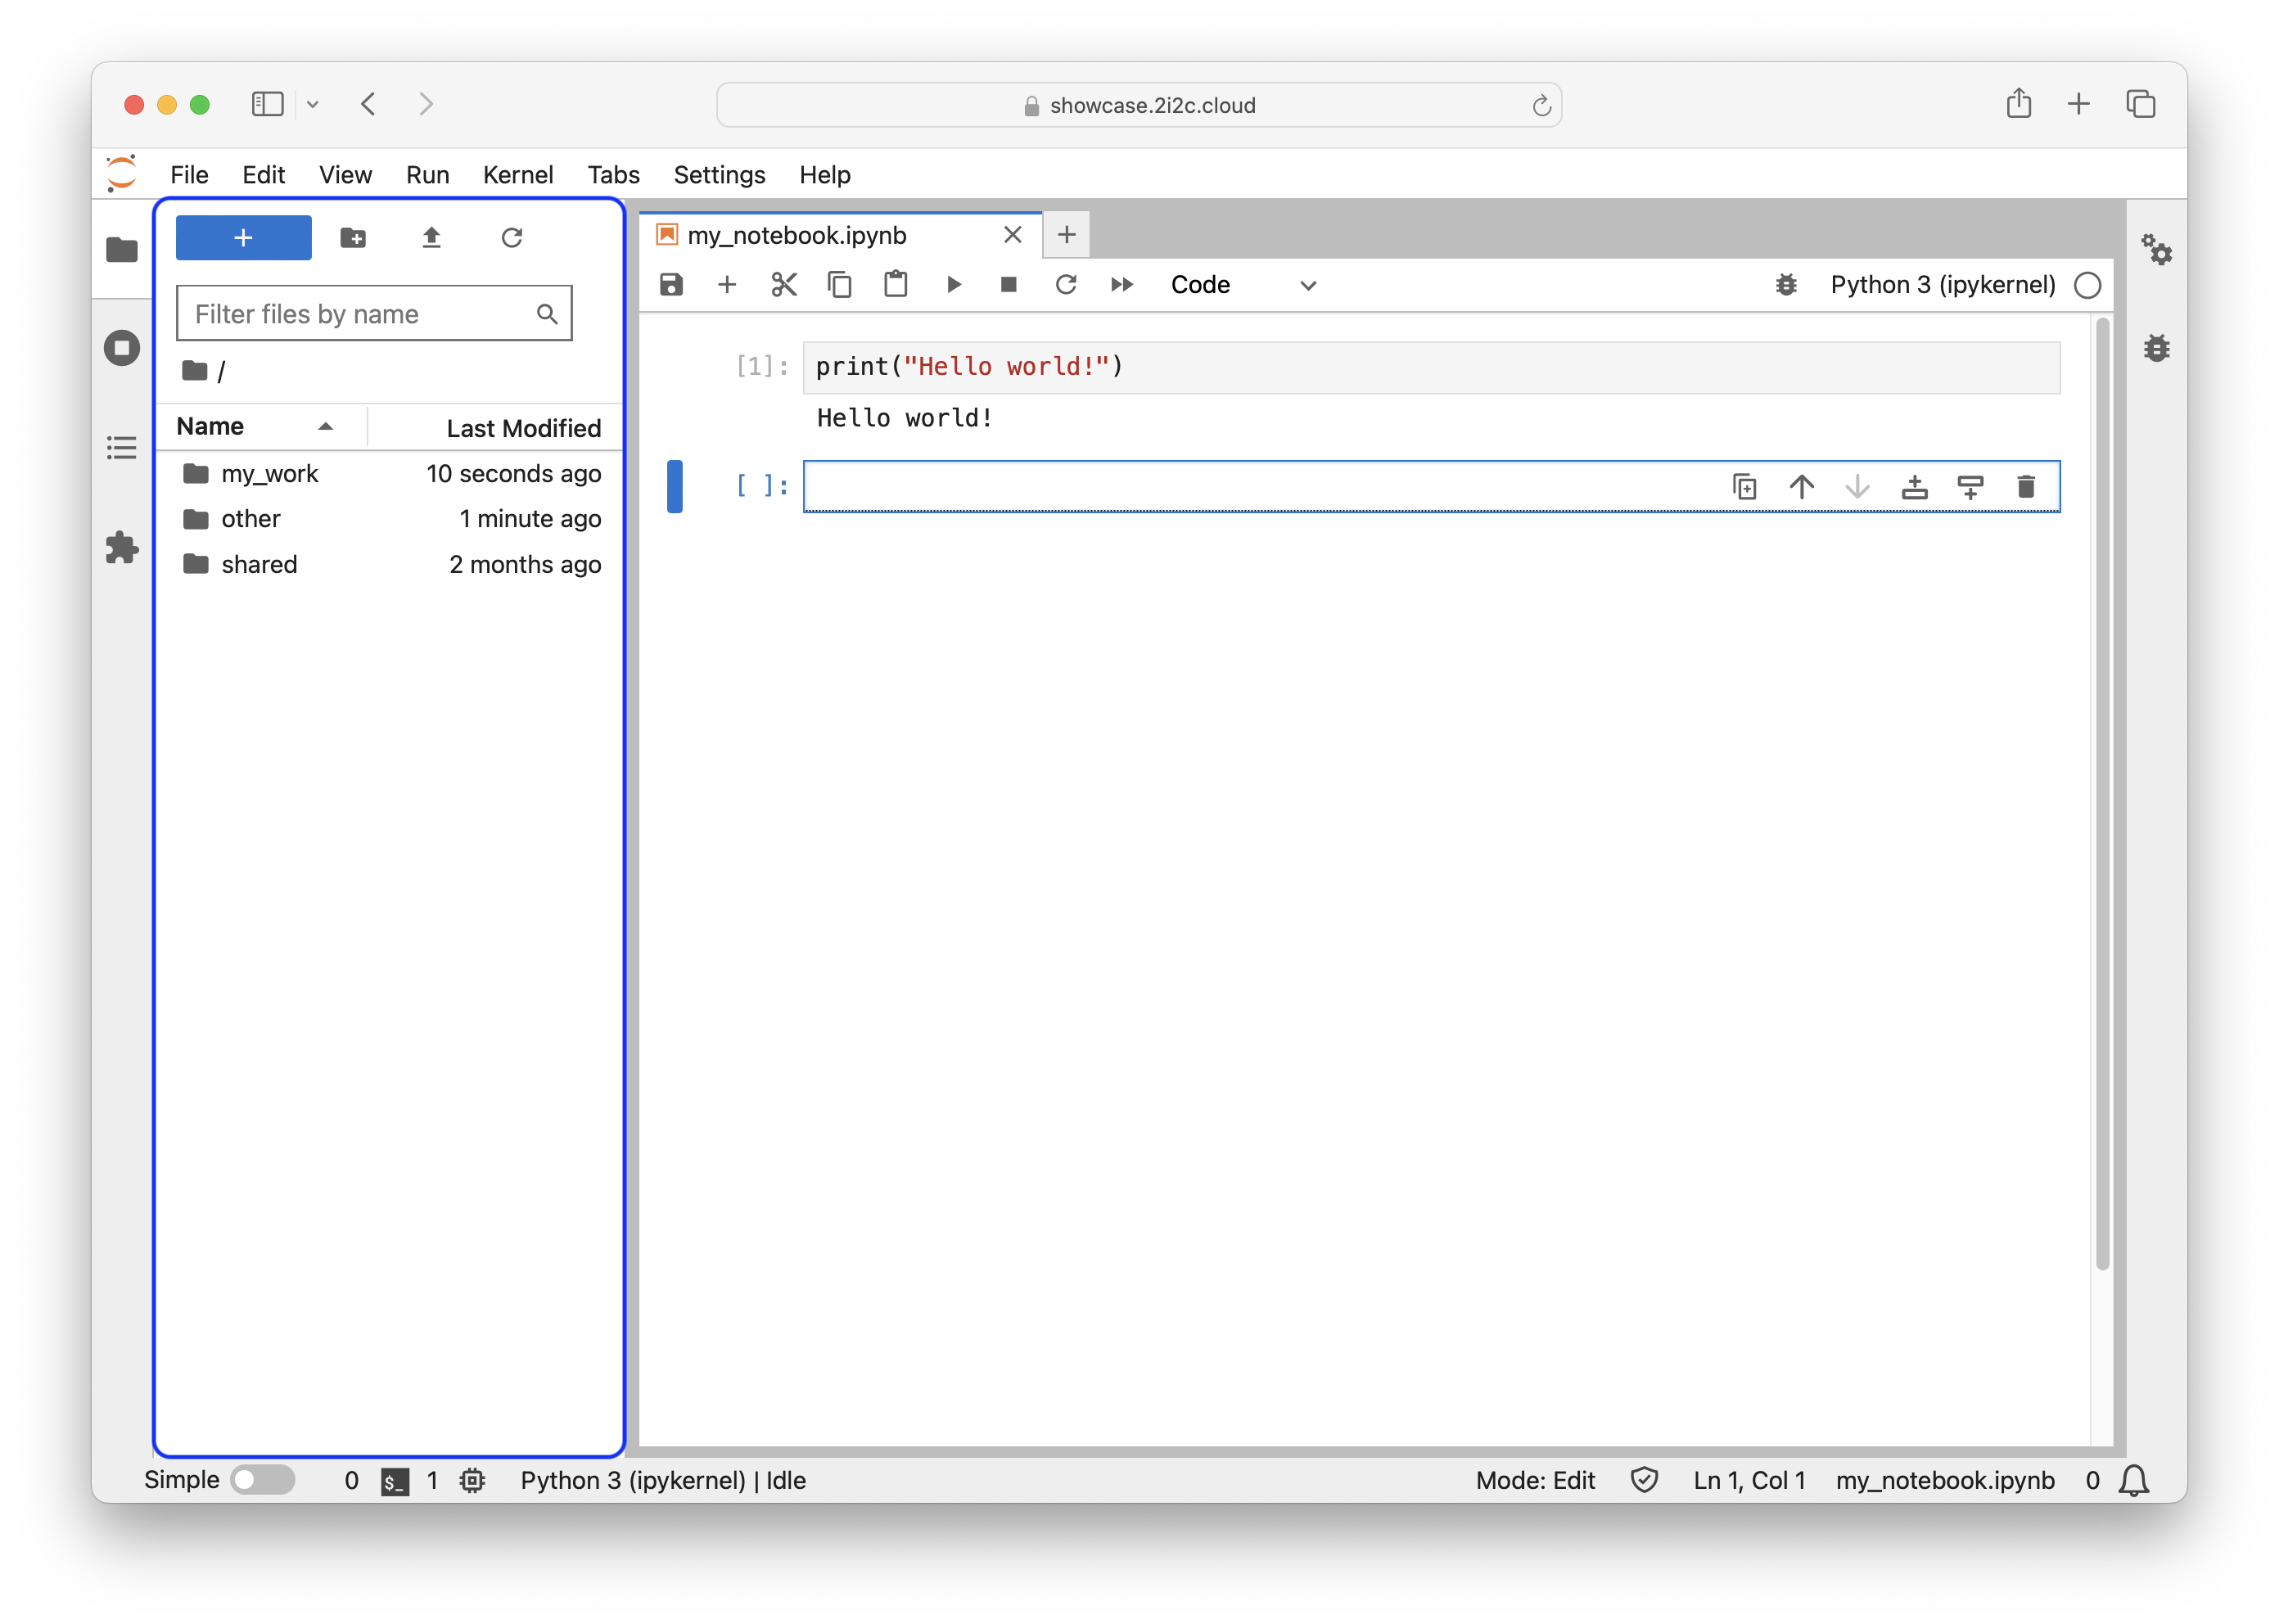 showcase.2i2c.cloud
File Edit View Run Kernel Tabs Settings Help
my_notebook.ipynb
Code Python 3 (ipykernel)
Filter files by name
/
Name Last Modified
my_work 10 seconds ago
other 1 minute ago
shared 2 months ago
[1]: print("Hello world!")
Hello world!
[ ]:
Simple 0 $_ 1 Python 3 (ipykernel) | Idle Mode: Edit Ln 1, Col 1 my_notebook.ipynb 0